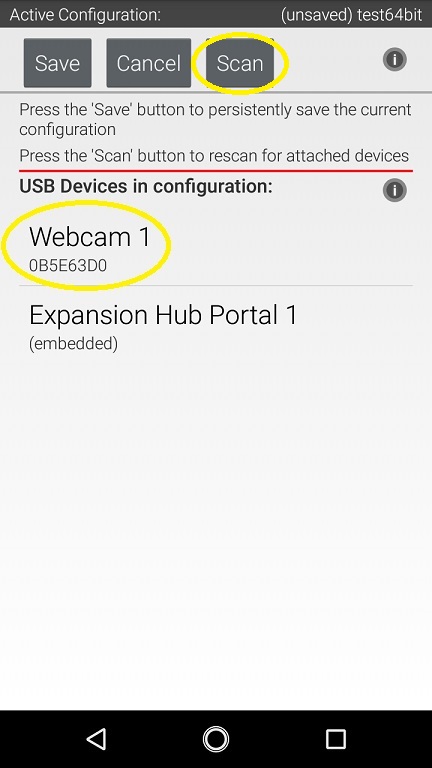 Active Configuration: (unsaved) test64bit
Save Cancel Scan
Press the 'Save' button to persistently save the current
configuration
Press the 'Scan' button to rescan for attached devices
USB Devices in configuration:
Webcam 1
0B5E63D0
Expansion Hub Portal 1
(embedded)